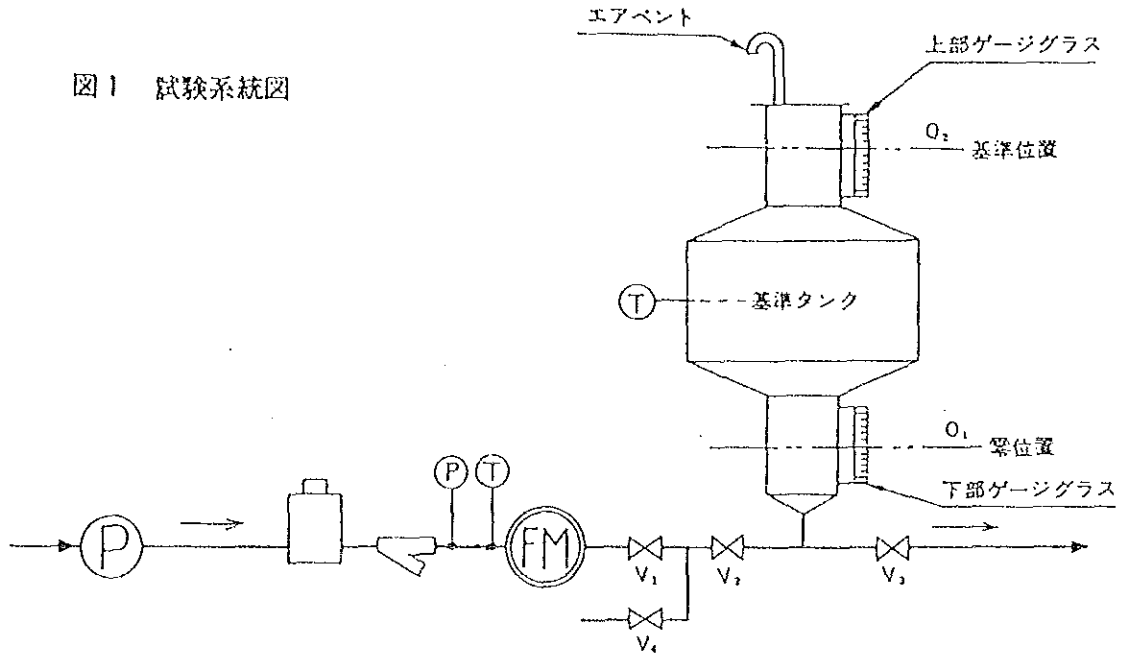 エアベント
上部ゲージグラス
図1 試験系統図
O₂
基準位置
T
基準タンク
O₁
零位置
下部ゲージグラス
P
T
P
FM
V₁
V₂
V₃
V₄